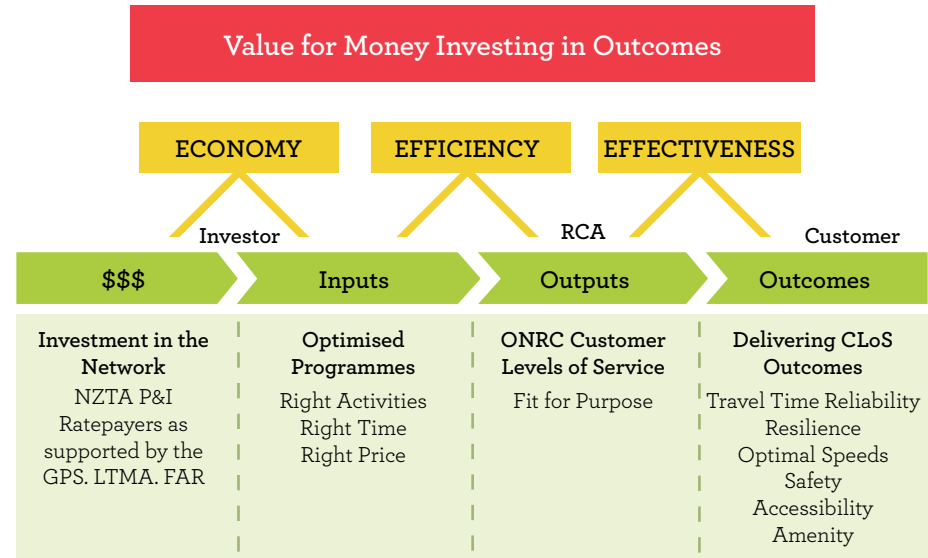 Value for Money Investing in Outcomes
ECONOMY
EFFICIENCY
EFFECTIVENESS
Investor
RCA
Customer
$$$
Inputs
Outputs
Outcomes
Investment in the
Network
NZTA P&I
Ratepayers as
supported by the
GPS. LTMA. FAR
Optimised
Programmes
Right Activities
Right Time
Right Price
ONRC Customer
Levels of Service
Fit for Purpose
Delivering CLoS
Outcomes
Travel Time Reliability
Resilience
Optimal Speeds
Safety
Accessibility
Amenity